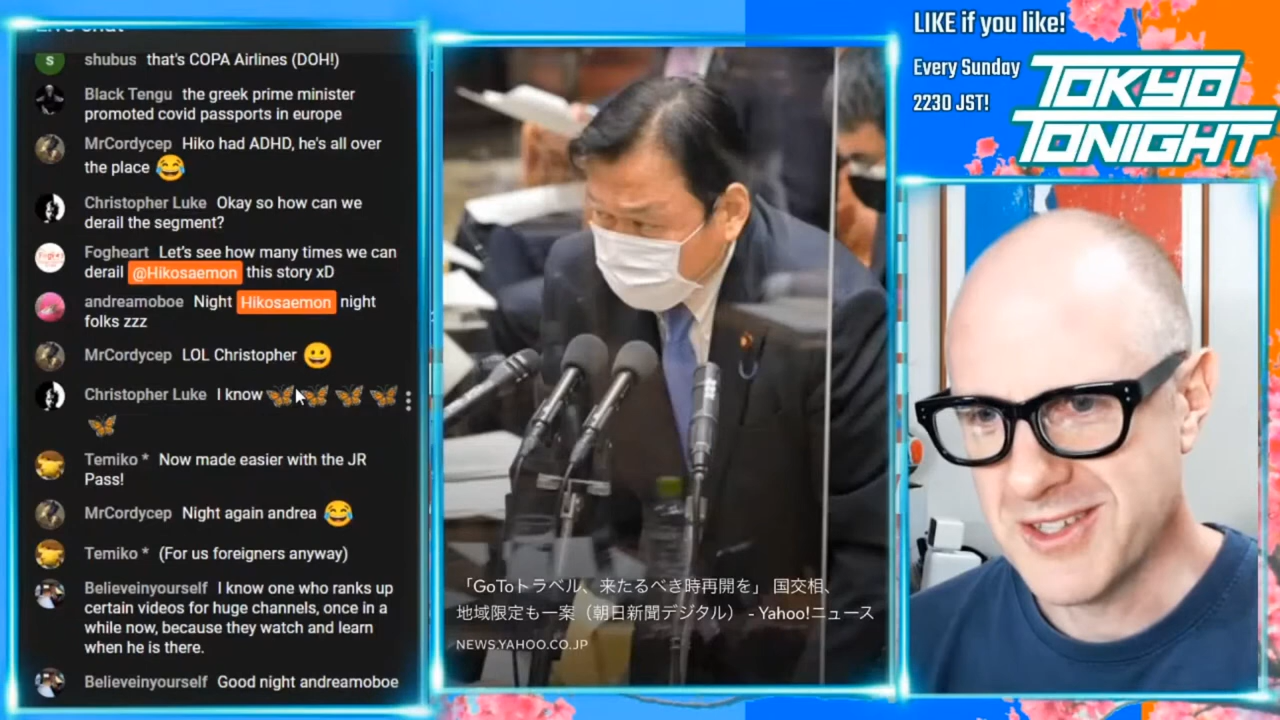 Live chat
shubus that's COPA Airlines (DOH!)
Black Tengu the greek prime minister
promoted covid passports in europe
MrCordycep Hiko had ADHD, he's all over
the place 😂
Christopher Luke Okay so how can we
derail the segment?
Fogheart Let's see how many times we can
derail @Hikosaemon this story xD
andreamoboe Night Hikosaemon night
folks zzz
MrCordycep LOL Christopher 😀
Christopher Luke I know 🦋🦋🦋🦋
🦋
Temiko * Now made easier with the JR
Pass!
MrCordycep Night again andrea 😂
Temiko * (For us foreigners anyway)
Believeinyourself I know one who ranks up
certain videos for huge channels, once in a
while now, because they watch and learn
when he is there.
Believeinyourself Good night andreamoboe
「GoToトラベル、来たるべき時再開を」 国交相、
地域限定も一案（朝日新聞デジタル） - Yahoo!ニュース
NEWS.YAHOO.CO.JP
LIKE if you like!
Every Sunday
2230 JST!
TOKYO
TONIGHT